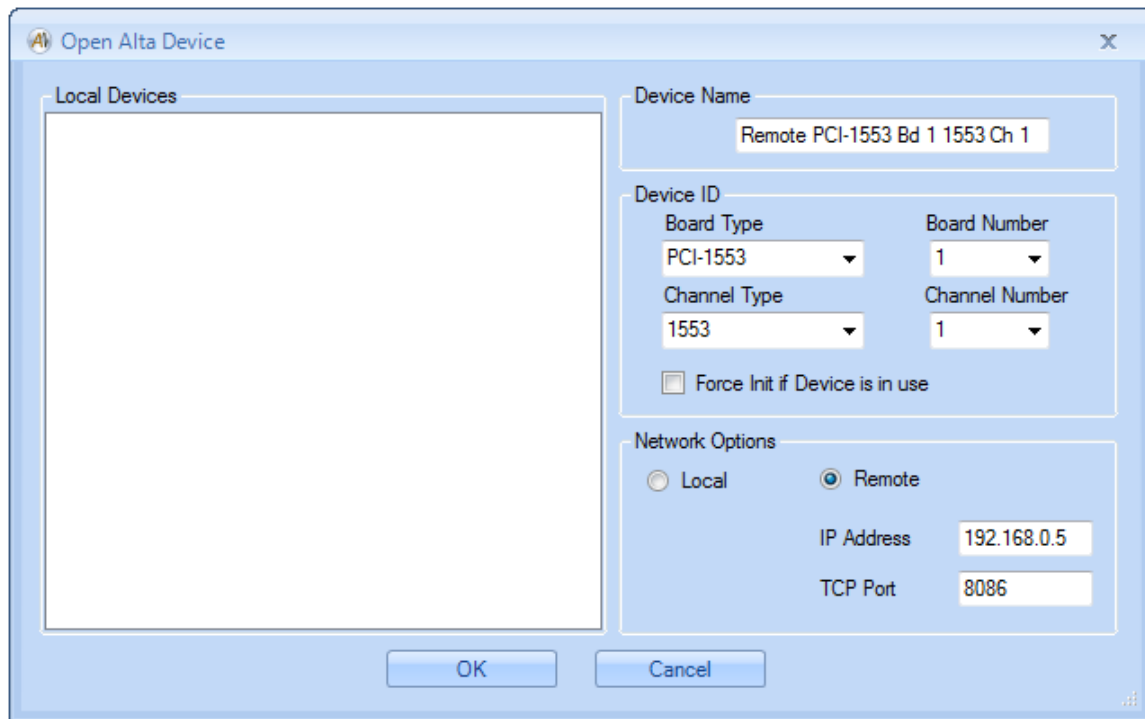 Open Alta Device
Local Devices
Device Name
Remote PCI-1553 Bd 1 1553 Ch 1
Device ID
Board Type Board Number
PCI-1553 1
Channel Type Channel Number
1553 1
Force Init if Device is in use
Network Options
Local Remote
IP Address 192.168.0.5
TCP Port 8086
OK Cancel